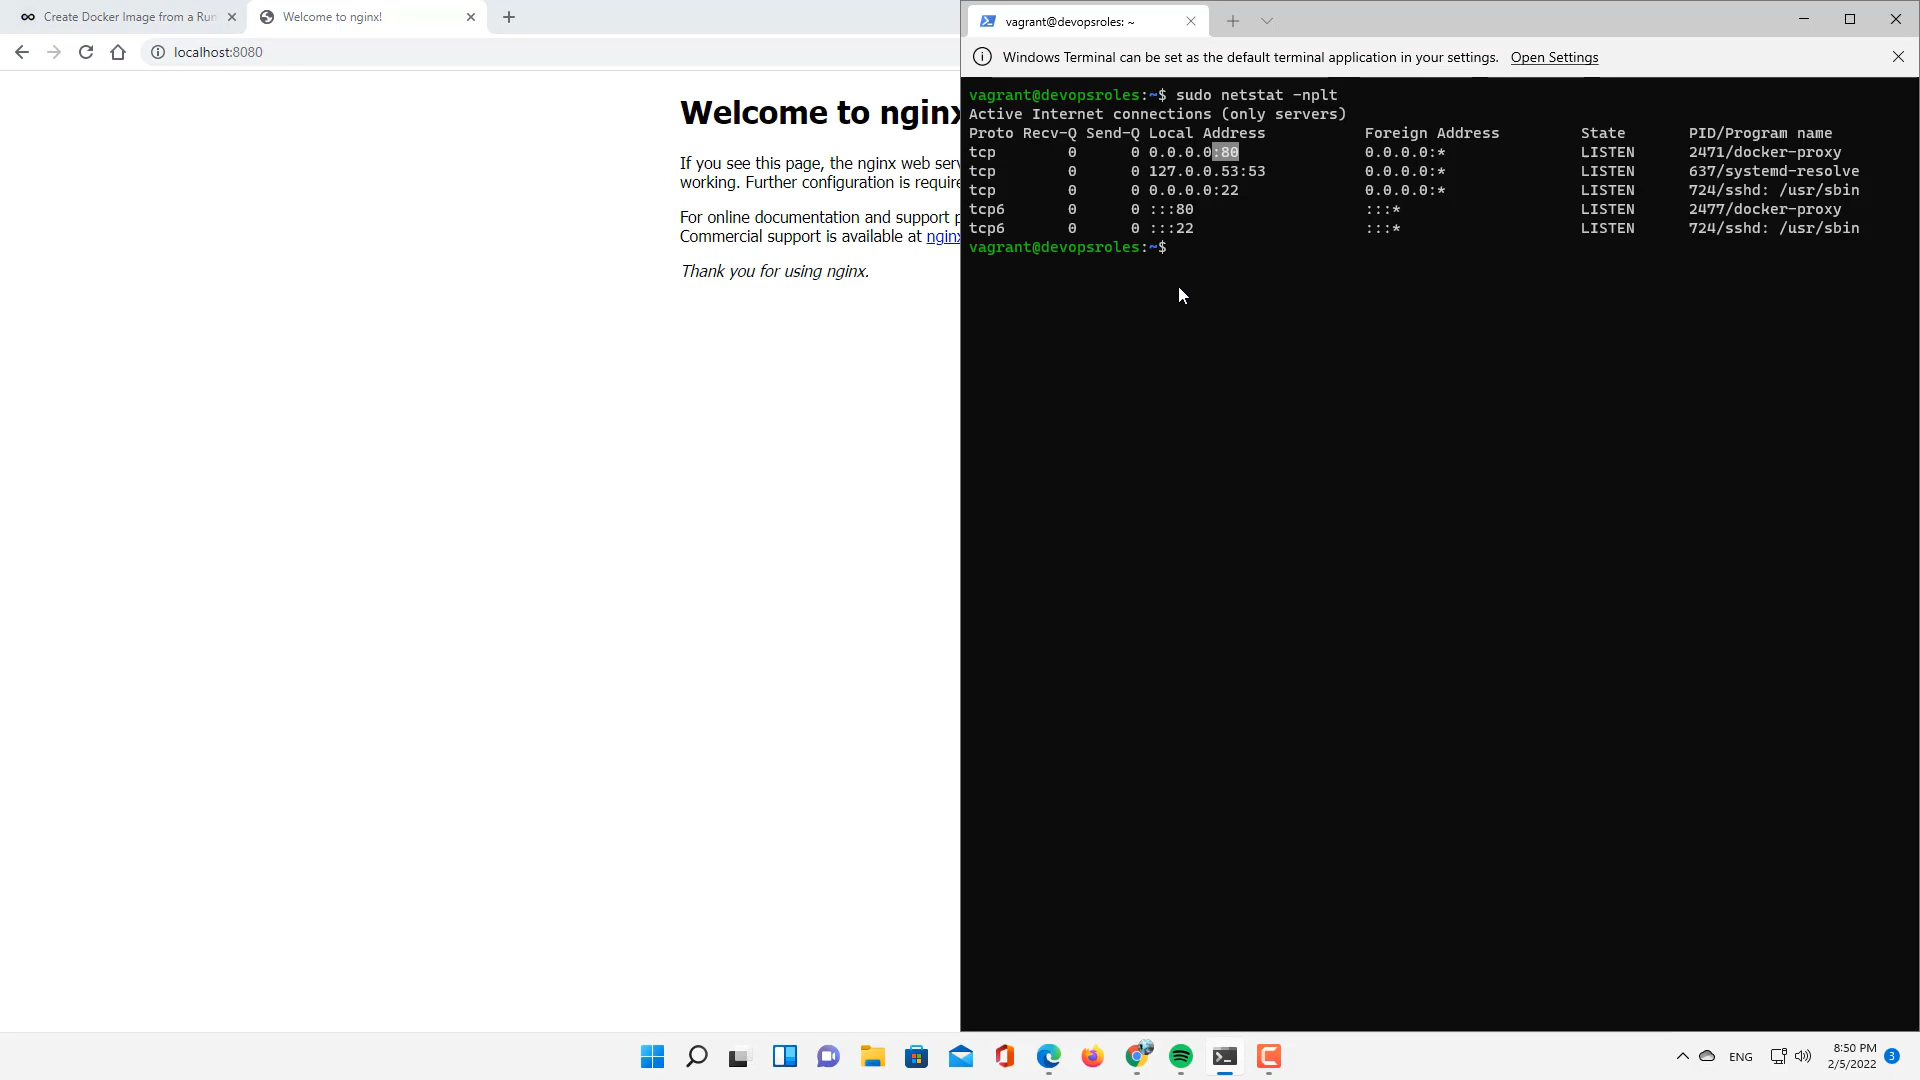 Create Docker Image from a Run
Welcome to nginx!
localhost:8080
Welcome to nginx
If you see this page, the nginx web serv
working. Further configuration is require
For online documentation and support p
Commercial support is available at nginx
Thank you for using nginx.
vagrant@devopsroles: ~
Windows Terminal can be set as the default terminal application in your settings. Open Settings
vagrant@devopsroles:~$ sudo netstat -nplt
Active Internet connections (only servers)
Proto Recv-Q Send-Q Local Address           Foreign Address         State       PID/Program name
tcp        0      0 0.0.0.0:80              0.0.0.0:*               LISTEN      2471/docker-proxy
tcp        0      0 127.0.0.53:53           0.0.0.0:*               LISTEN      637/systemd-resolve
tcp        0      0 0.0.0.0:22              0.0.0.0:*               LISTEN      724/sshd: /usr/sbin
tcp6       0      0 :::80                   :::*                    LISTEN      2477/docker-proxy
tcp6       0      0 :::22                   :::*                    LISTEN      724/sshd: /usr/sbin
vagrant@devopsroles:~$
ENG
8:50 PM
2/5/2022
3